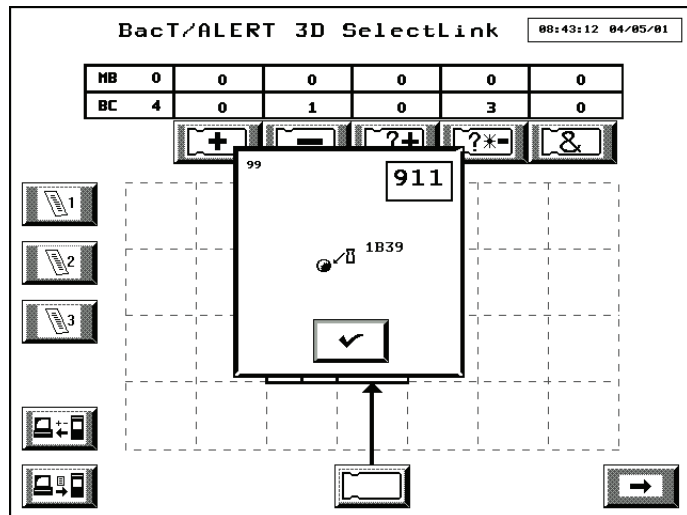 BacT/ALERT 3D SelectLink
08:43:12 04/05/01
MB 0 0 0 0 0 0
BC 4 0 1 0 3 0
+ − ?+ ?*- &
99
911
1B39
1
2
3
+-